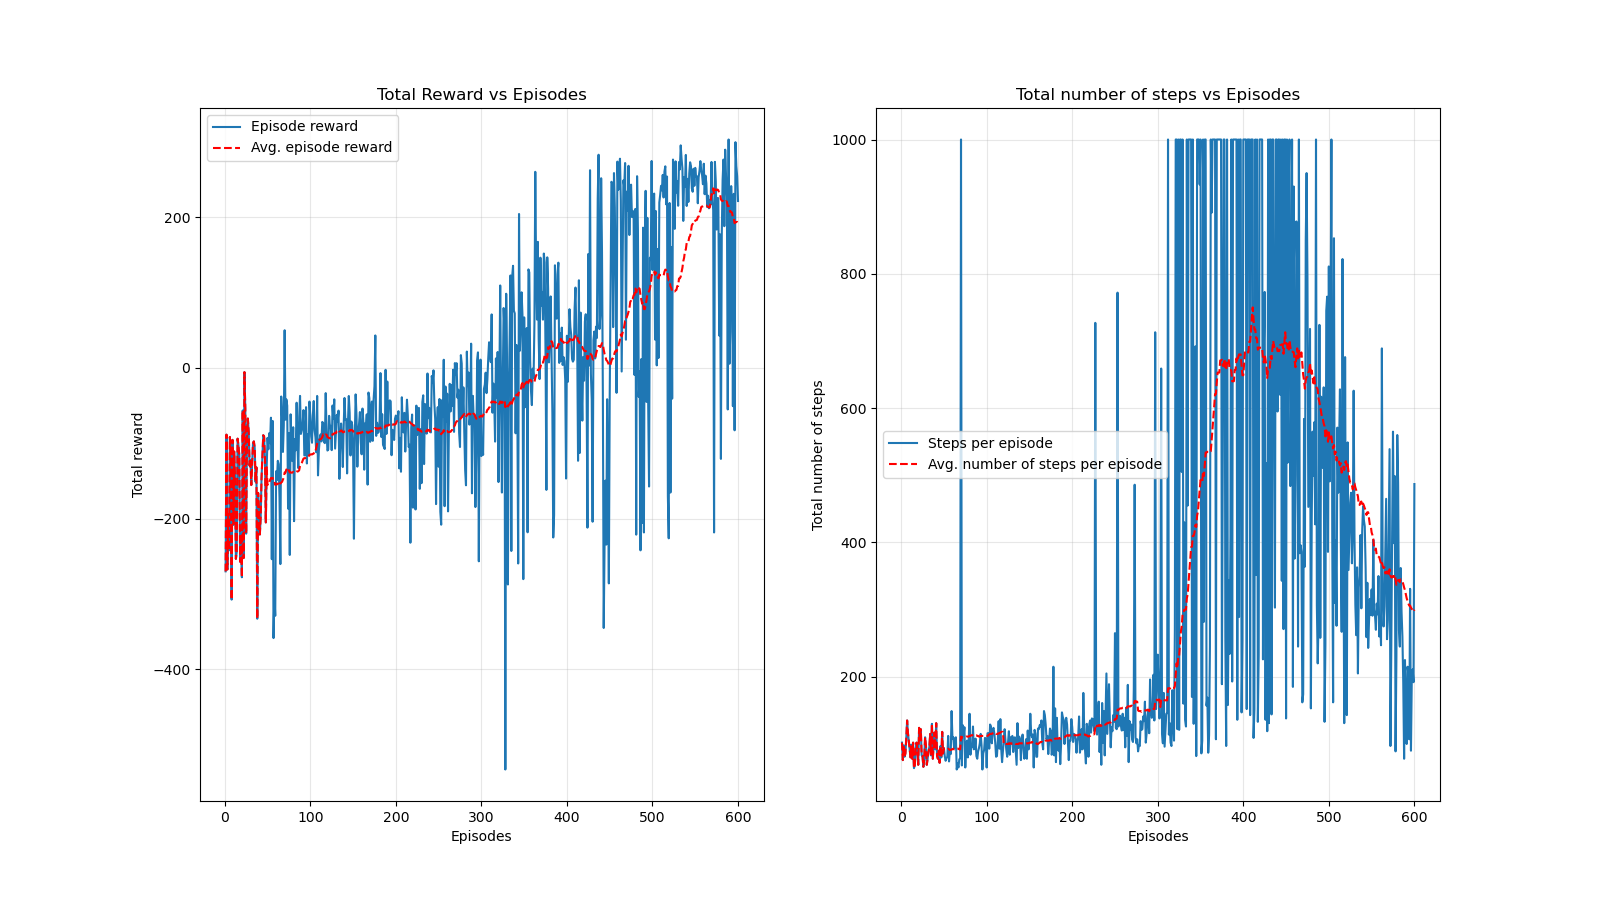 Total Reward vs Episodes
Episode reward
Avg. episode reward
200
0
−200
−400
Total reward
0 100 200 300 400 500 600
Episodes
Total number of steps vs Episodes
1000
800
600
400
200
Steps per episode
Avg. number of steps per episode
Total number of steps
0 100 200 300 400 500 600
Episodes